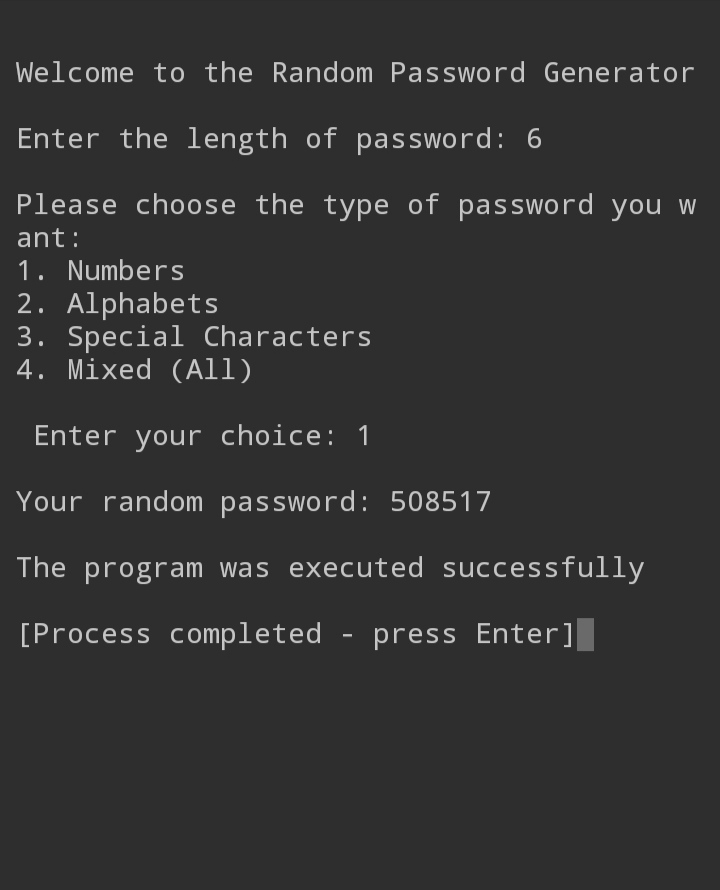 Welcome to the Random Password Generator
Enter the length of password: 6
Please choose the type of password you w
ant:
1. Numbers
2. Alphabets
3. Special Characters
4. Mixed (All)
Enter your choice: 1
Your random password: 508517
The program was executed successfully
[Process completed - press Enter]